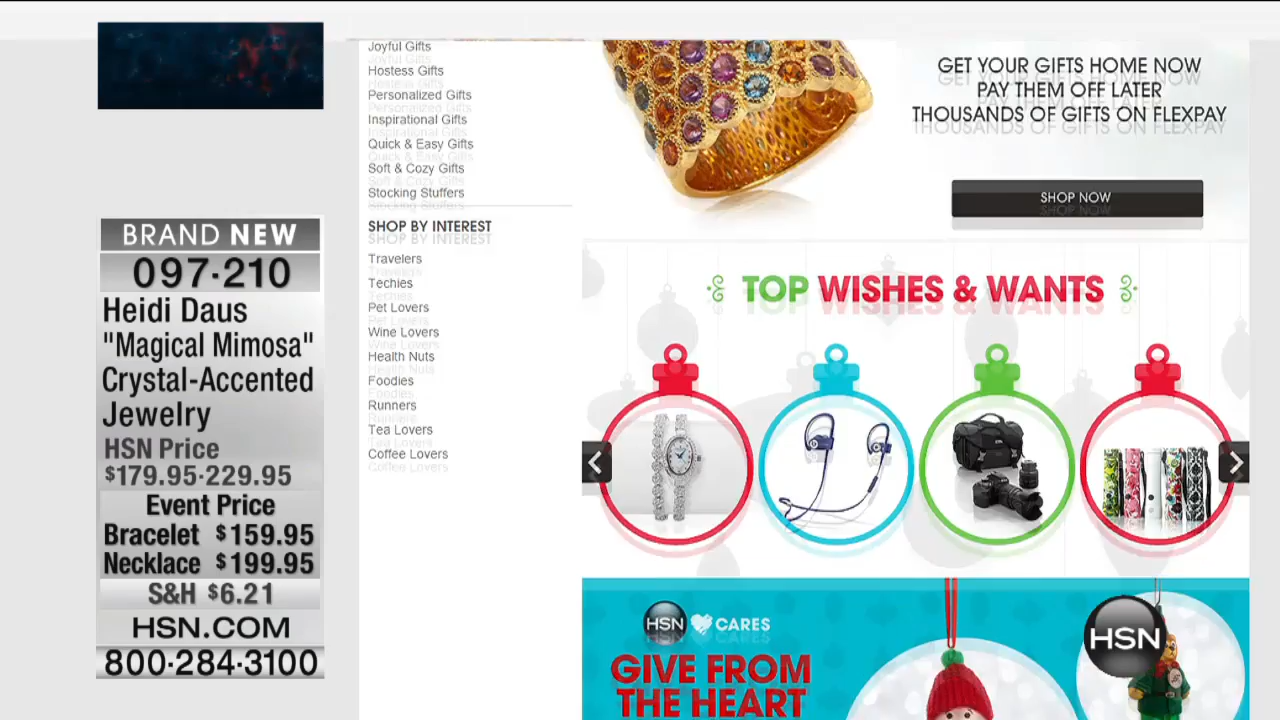 BRAND NEW
097-210
Heidi Daus
"Magical Mimosa"
Crystal-Accented
Jewelry
HSN Price
$179.95-229.95
Event Price
Bracelet $159.95
Necklace $199.95
S&H $6.21
HSN.COM
800-284-3100
Joyful Gifts
Hostess Gifts
Personalized Gifts
Inspirational Gifts
Quick & Easy Gifts
Soft & Cozy Gifts
Stocking Stuffers
SHOP BY INTEREST
Travelers
Techies
Pet Lovers
Wine Lovers
Health Nuts
Foodies
Runners
Tea Lovers
Coffee Lovers
GET YOUR GIFTS HOME NOW
PAY THEM OFF LATER
THOUSANDS OF GIFTS ON FLEXPAY
SHOP NOW
TOP WISHES & WANTS
HSN CARES
GIVE FROM
THE HEART
HSN